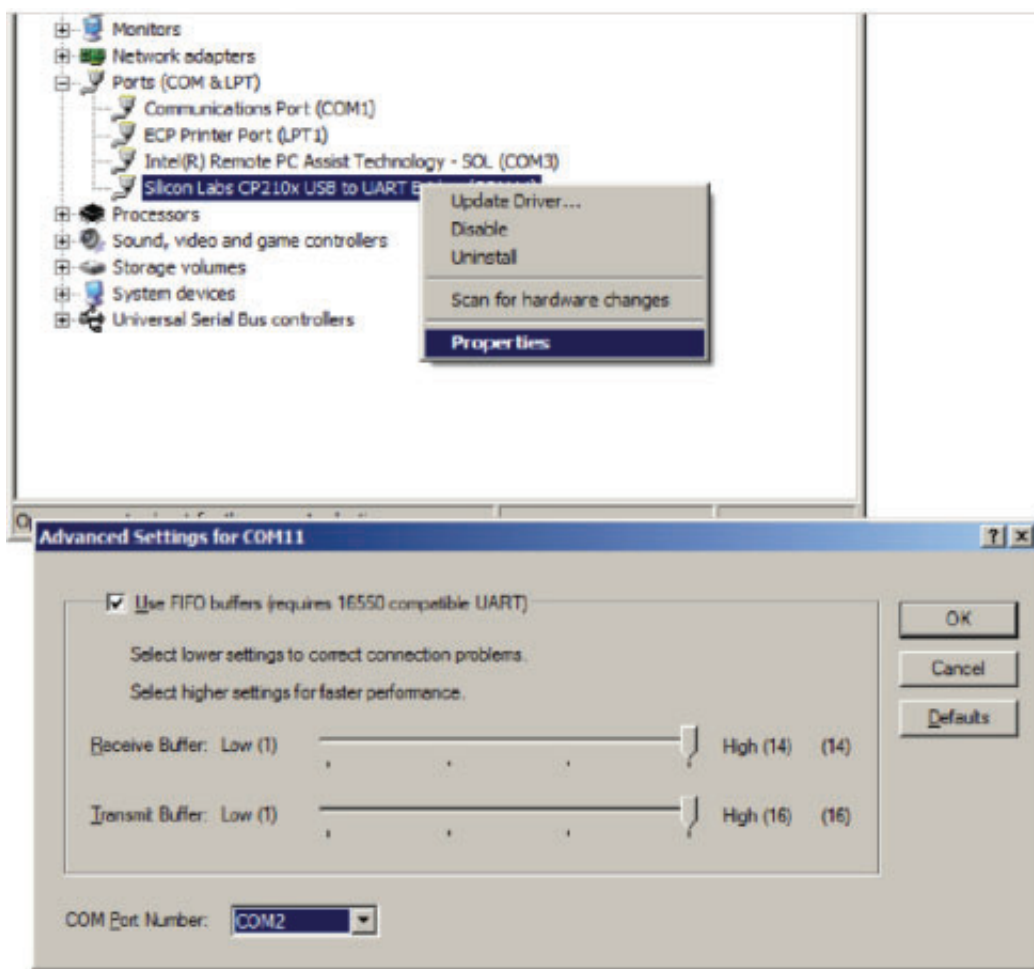 Monitors
Network adapters
Ports (COM & LPT)
Communications Port (COM1)
ECP Printer Port (LPT1)
Intel(R) Remote PC Assist Technology - SOL (COM3)
Silicon Labs CP210x USB to UART
Update Driver...
Processors
Disable
Sound, video and game controllers
Uninstall
Storage volumes
System devices
Scan for hardware changes
Universal Serial Bus controllers
Properties
Advanced Settings for COM11
Use FIFO buffers (requires 16550 compatible UART)
OK
Select lower settings to correct connection problems.
Cancel
Select higher settings for faster performance.
Defaults
Receive Buffer: Low (1) High (14) (14)
Transmit Buffer: Low (1) High (16) (16)
COM Port Number: COM2